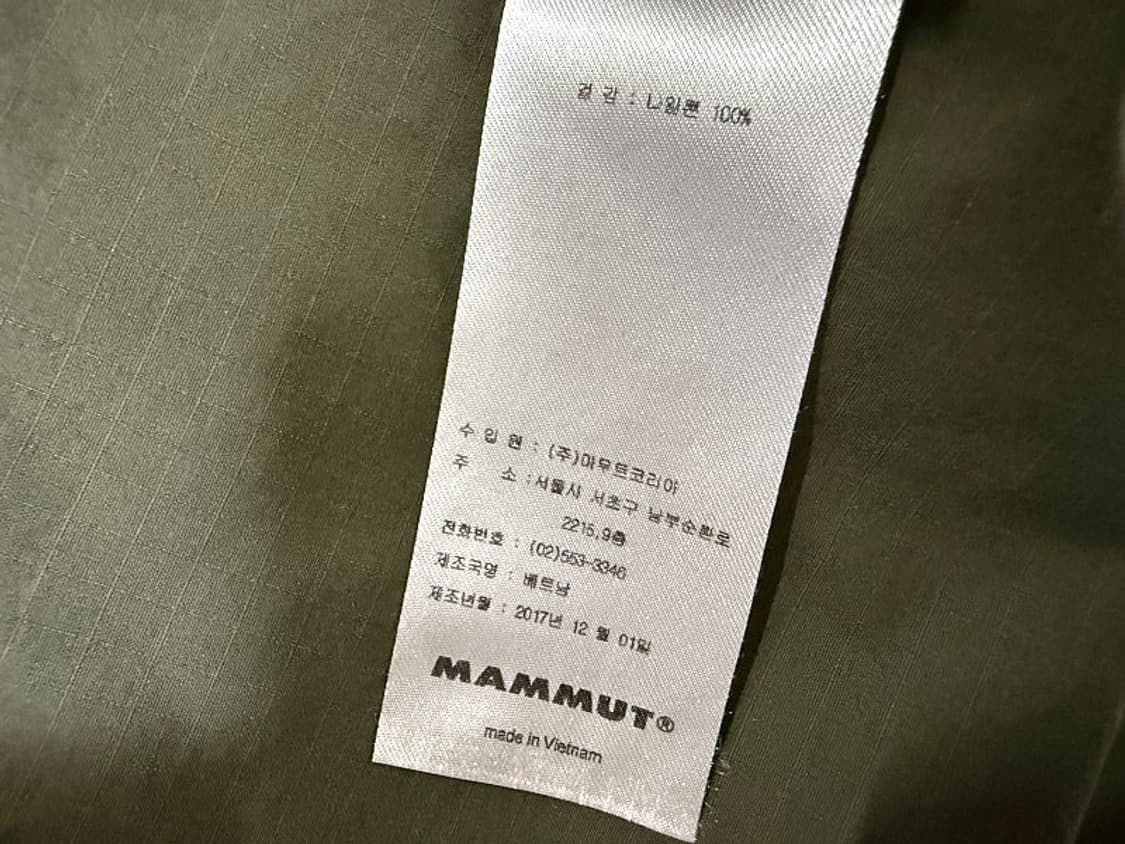 겉 감 : 나일론 100%
수 입 원 : (주)마무트코리아
주 소 : 서울시 서초구 남부순환로
2215,9층
전화번호 : (02)553-3346
제조국명 : 베트남
제조년월 : 2017년 12 월 01일
MAMMUT®
made in Vietnam